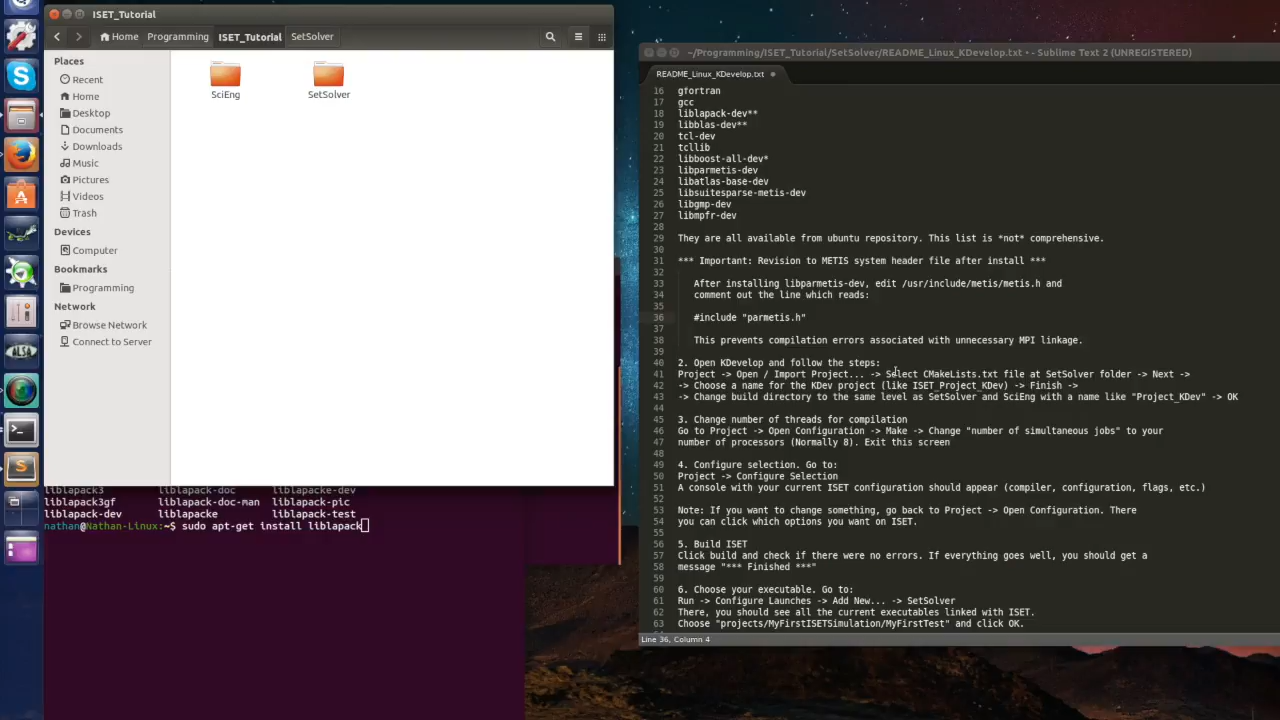 ISET_Tutorial
Home Programming ISET_Tutorial SetSolver
Places
Recent
Home
Desktop
Documents
Downloads
Music
Pictures
Videos
Trash
Devices
Computer
Bookmarks
Programming
Network
Browse Network
Connect to Server
SciEng SetSolver
liblapack3 liblapack-doc liblapacke-dev
liblapack3gf liblapack-doc-man liblapack-pic
liblapack-dev liblapacke liblapack-test
nathan@Nathan-Linux:~$ sudo apt-get install liblapack
~/Programming/ISET_Tutorial/SetSolver/README_Linux_KDevelop.txt • - Sublime Text 2 (UNREGISTERED)
README_Linux_KDevelop.txt
16 gfortran
17 gcc
18 liblapack-dev**
19 libblas-dev**
20 tcl-dev
21 tcllib
22 libboost-all-dev*
23 libparmetis-dev
24 libatlas-base-dev
25 libsuitesparse-metis-dev
26 libgmp-dev
27 libmpfr-dev
28
29 They are all available from ubuntu repository. This list is *not* comprehensive.
30
31 *** Important: Revision to METIS system header file after install ***
32
33 After installing libparmetis-dev, edit /usr/include/metis/metis.h and
34 comment out the line which reads:
35
36 #include "parmetis.h"
37
38 This prevents compilation errors associated with unnecessary MPI linkage.
39
40 2. Open KDevelop and follow the steps:
41 Project -> Open / Import Project... -> Select CMakeLists.txt file at SetSolver folder -> Next ->
42 -> Choose a name for the KDev project (like ISET_Project_KDev) -> Finish ->
43 -> Change build directory to the same level as SetSolver and SciEng with a name like "Project_KDev" -> OK
44
45 3. Change number of threads for compilation
46 Go to Project -> Open Configuration -> Make -> Change "number of simultaneous jobs" to your
47 number of processors (Normally 8). Exit this screen
48
49 4. Configure selection. Go to:
50 Project -> Configure Selection
51 A console with your current ISET configuration should appear (compiler, configuration, flags, etc.)
52
53 Note: If you want to change something, go back to Project -> Open Configuration. There
54 you can click which options you want on ISET.
55
56 5. Build ISET
57 Click build and check if there were no errors. If everything goes well, you should get a
58 message "*** Finished ***"
59
60 6. Choose your executable. Go to:
61 Run -> Configure Launches -> Add New... -> SetSolver
62 There, you should see all the current executables linked with ISET.
63 Choose "projects/MyFirstISETSimulation/MyFirstTest" and click OK.
Line 36, Column 4